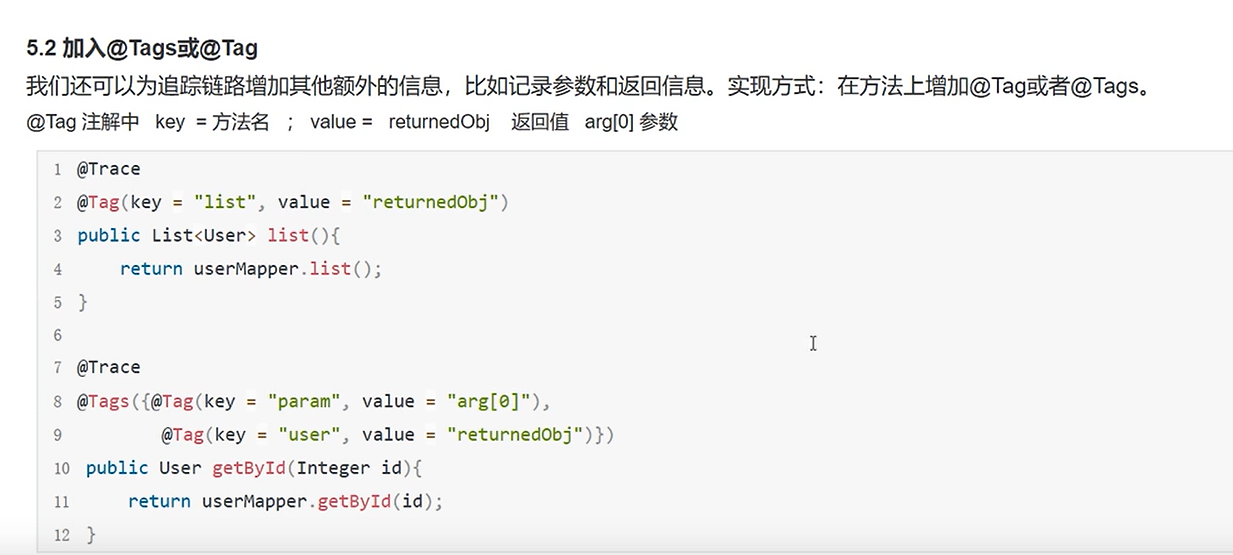 5.2 加入@Tags或@Tag
我们还可以为追踪链路增加其他额外的信息，比如记录参数和返回信息。实现方式：在方法上增加@Tag或者@Tags。
@Tag 注解中 key = 方法名 ； value = returnedObj 返回值 arg[0] 参数
1 @Trace
2 @Tag(key = "list", value = "returnedObj")
3 public List<User> list(){
4     return userMapper.list();
5 }
6
7 @Trace
8 @Tags({@Tag(key = "param", value = "arg[0]"),
9         @Tag(key = "user", value = "returnedObj")})
10 public User getById(Integer id){
11     return userMapper.getById(id);
12 }